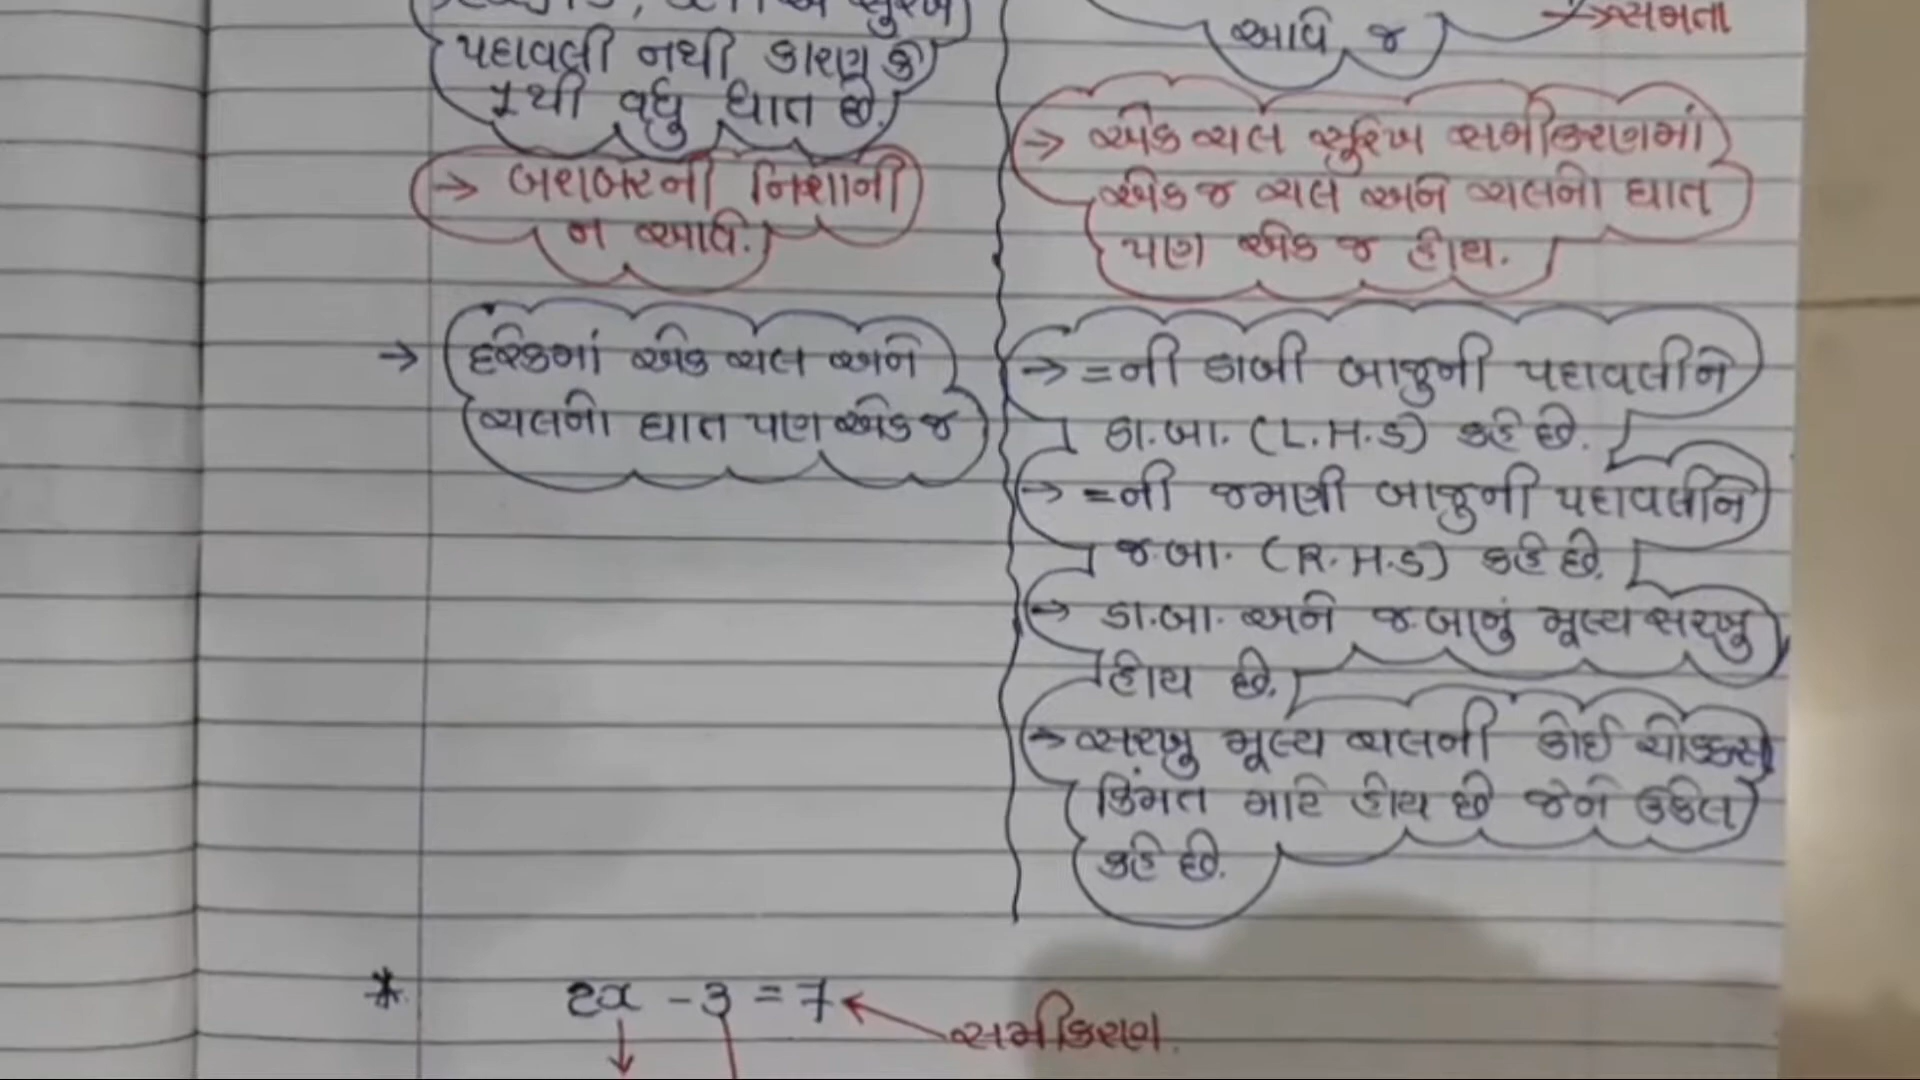 પદાવલી નથી કારણ કે
1થી વધુ ઘાત છે.
→ બરાબરની નિશાની
ન આવે.
→ દરેકમાં એક ચલ અને
ચલની ઘાત પણ એક જ
આવે જ
→ સમતા
→ એક ચલ સુરેખ સમીકરણમાં
એક જ ચલ અને ચલની ઘાત
પણ એક જ હોય.
→ =ની ડાબી બાજુની પદાવલીને
ડા.બા. (L.H.S) કહે છે.
→ =ની જમણી બાજુની પદાવલીને
જ.બા. (R.H.S) કહે છે.
→ ડા.બા. અને જ.બાનું મૂલ્ય સરખુ
હોય છે.
→ સરખુ મૂલ્ય ચલની કોઈ ચોક્કસ
કિંમત માટે હોય છે જેને ઉકેલ
કહે છે.
* 2x - 3 = 7 ← સમીકરણ.